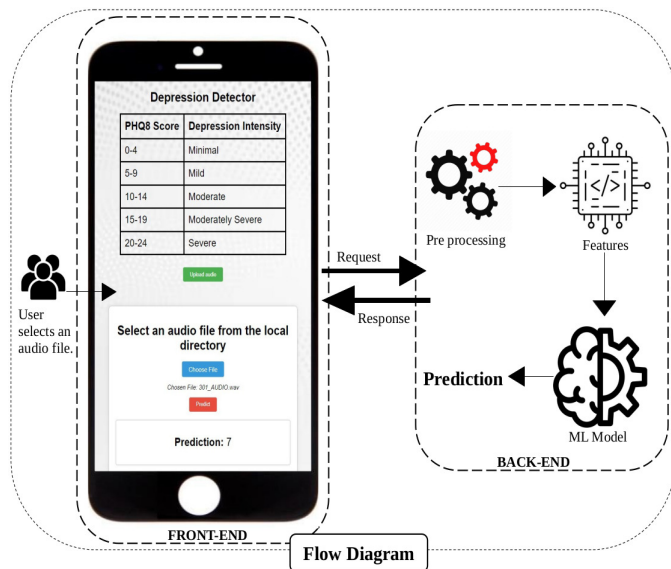 Depression Detector
PHQ8 Score Depression Intensity
0-4 Minimal
5-9 Mild
10-14 Moderate
15-19 Moderately Severe
20-24 Severe
Upload audio
Select an audio file from the local
directory
Choose File
Chosen File: 301_AUDIO.wav
Predict
Prediction: 7
User
selects an
audio file.
FRONT-END
Request
Response
Pre processing
</>
Features
Prediction
ML Model
BACK-END
Flow Diagram